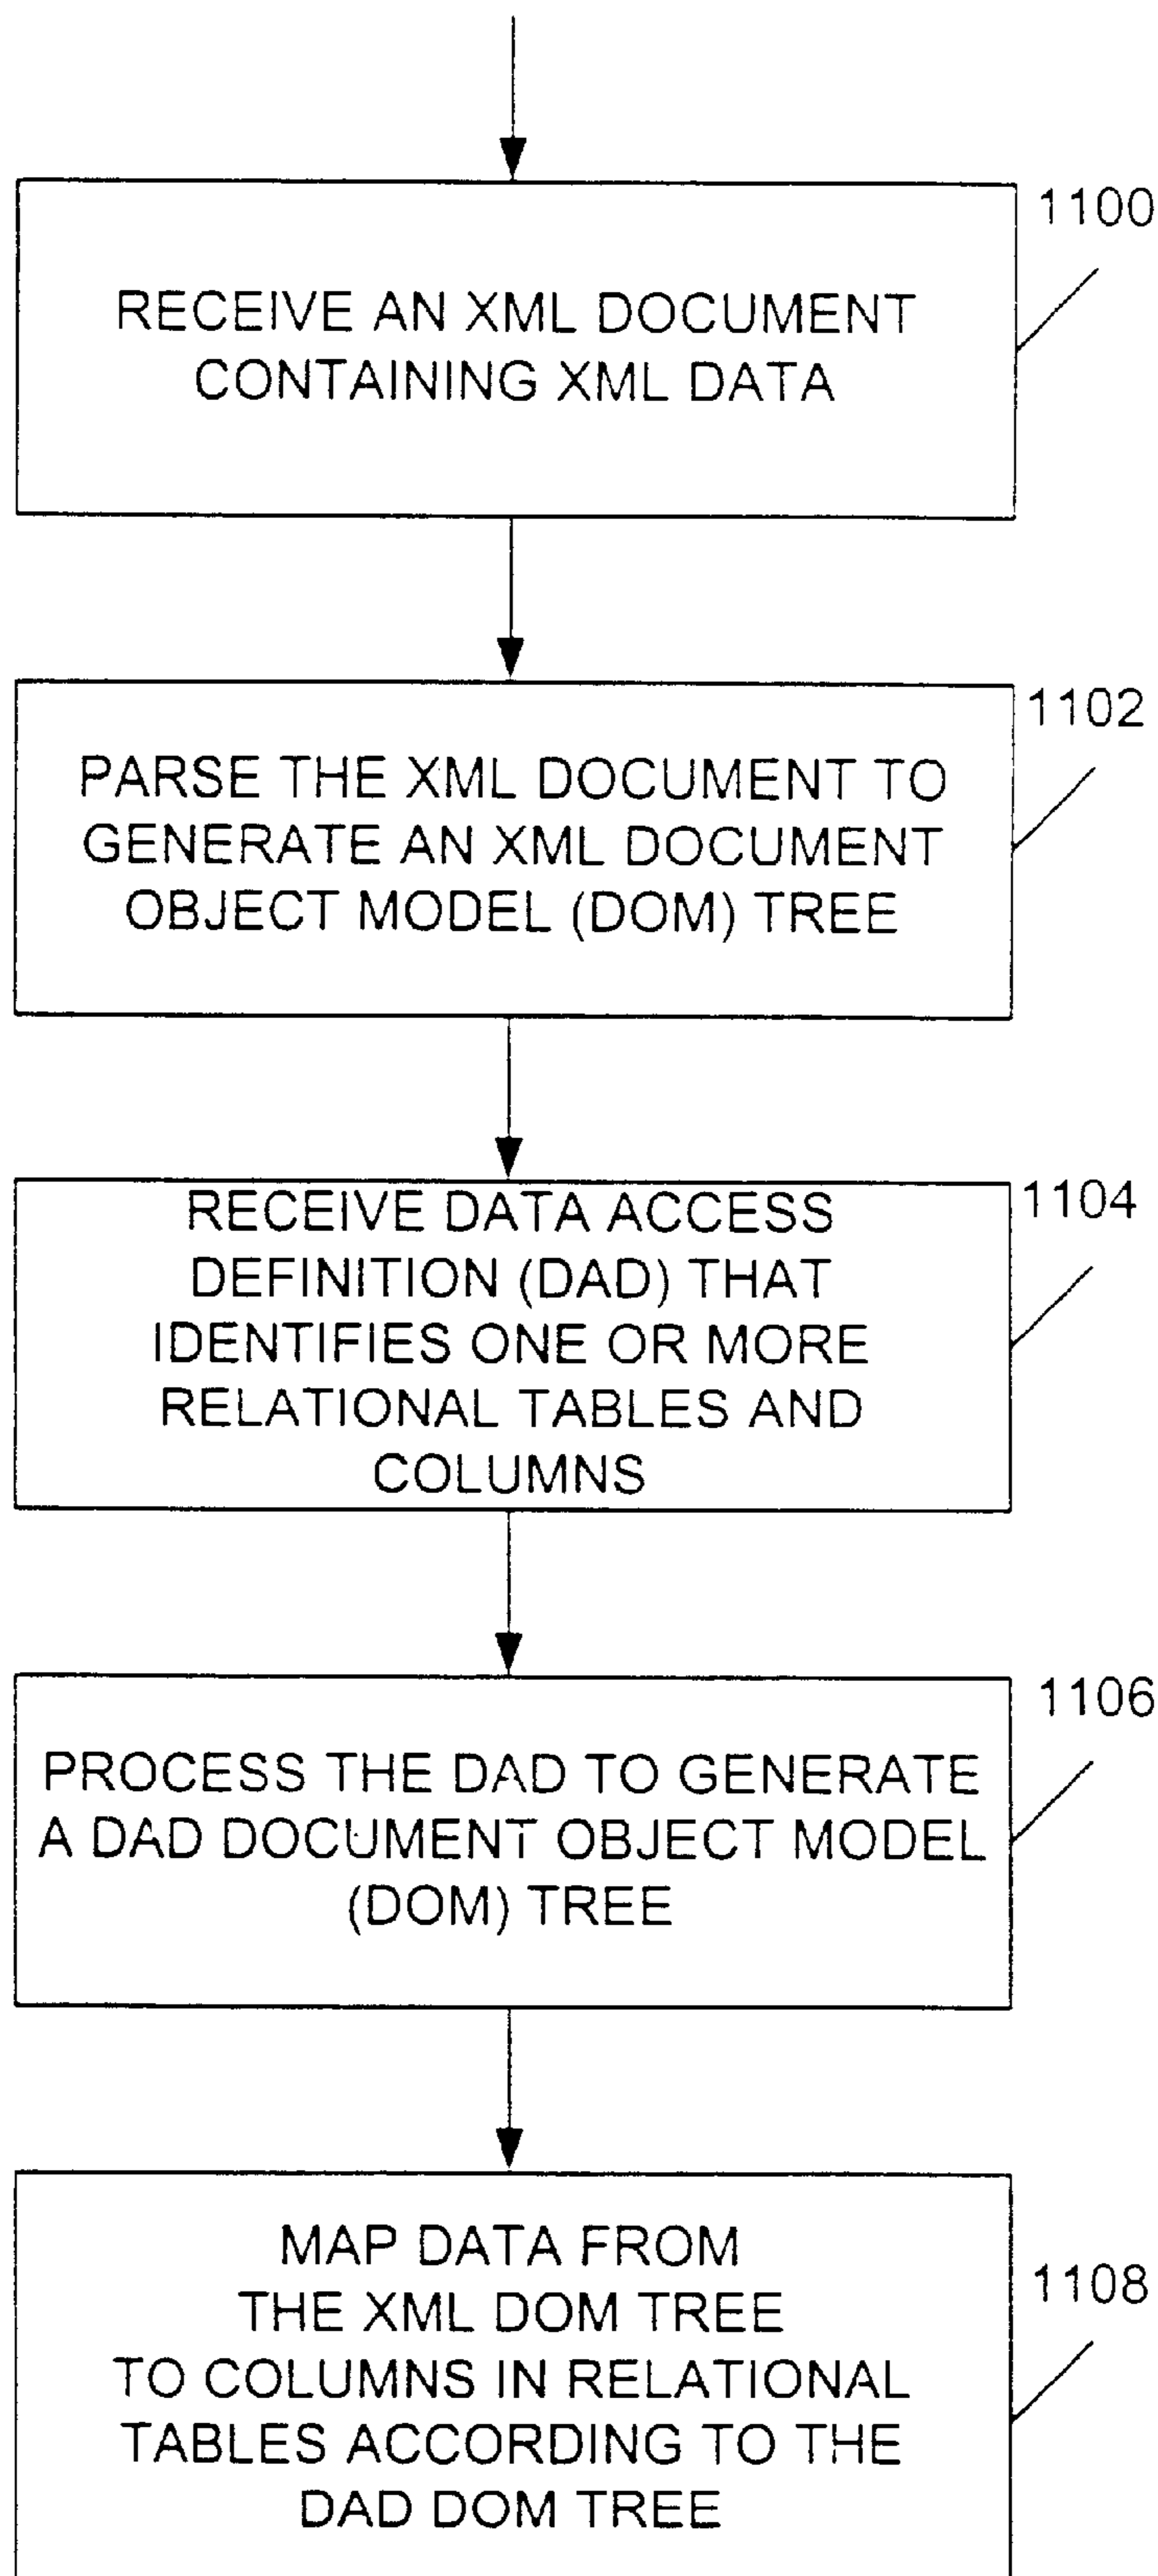 1100
RECEIVE AN XML DOCUMENT
CONTAINING XML DATA
1102
PARSE THE XML DOCUMENT TO
GENERATE AN XML DOCUMENT
OBJECT MODEL (DOM) TREE
1104
RECEIVE DATA ACCESS
DEFINITION (DAD) THAT
IDENTIFIES ONE OR MORE
RELATIONAL TABLES AND
COLUMNS
1106
PROCESS THE DAD TO GENERATE
A DAD DOCUMENT OBJECT MODEL
(DOM) TREE
1108
MAP DATA FROM
THE XML DOM TREE
TO COLUMNS IN RELATIONAL
TABLES ACCORDING TO THE
DAD DOM TREE